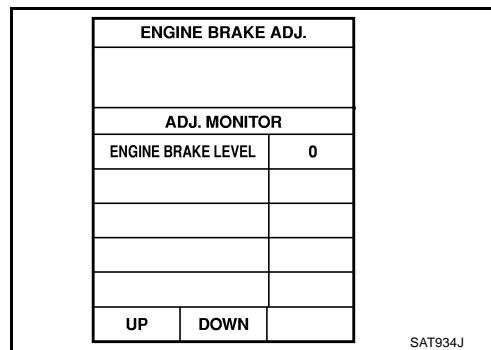 ENGINE BRAKE ADJ.
ADJ. MONITOR
ENGINE BRAKE LEVEL 0
UP DOWN
SAT934J